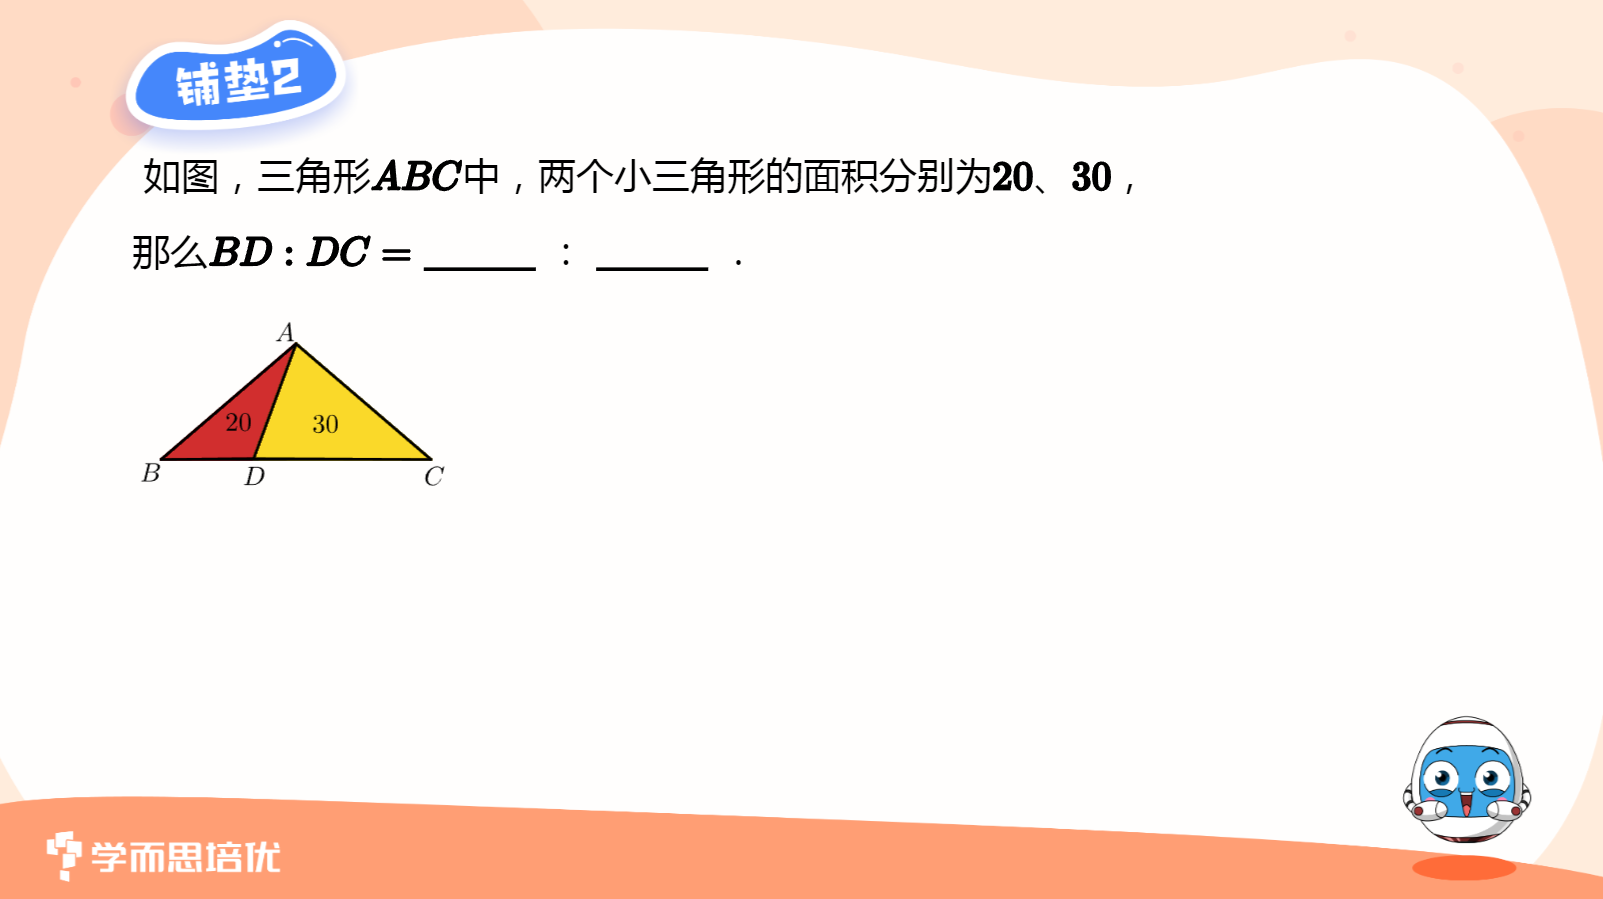 铺垫2
如图，三角形ABC中，两个小三角形的面积分别为20、30，
那么BD : DC = ______ : ______ .
A
20
30
B
D
C
学而思培优